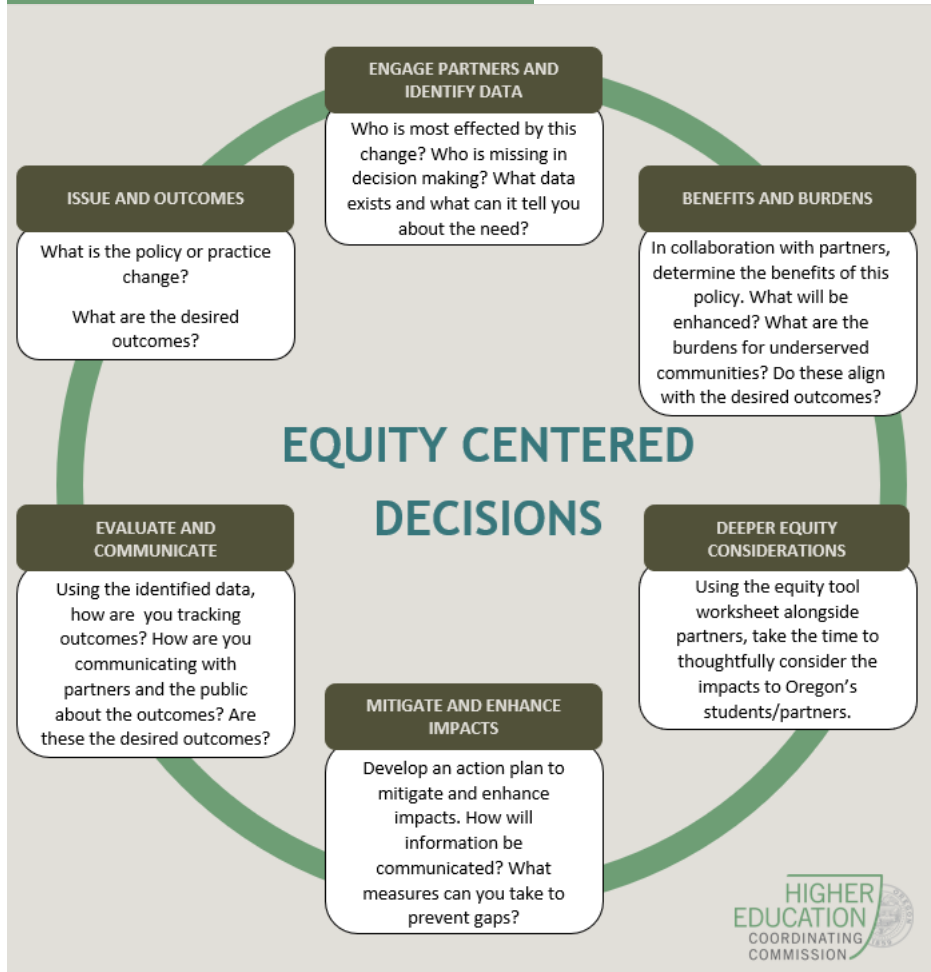 ENGAGE PARTNERS AND
IDENTIFY DATA
Who is most effected by this
change? Who is missing in
decision making? What data
exists and what can it tell you
about the need?
ISSUE AND OUTCOMES
What is the policy or practice
change?
What are the desired
outcomes?
BENEFITS AND BURDENS
In collaboration with partners,
determine the benefits of this
policy. What will be
enhanced? What are the
burdens for underserved
communities? Do these align
with the desired outcomes?
EQUITY CENTERED
DECISIONS
EVALUATE AND
COMMUNICATE
Using the identified data,
how are you tracking
outcomes? How are you
communicating with
partners and the public
about the outcomes? Are
these the desired outcomes?
DEEPER EQUITY
CONSIDERATIONS
Using the equity tool
worksheet alongside
partners, take the time to
thoughtfully consider the
impacts to Oregon's
students/partners.
MITIGATE AND ENHANCE
IMPACTS
Develop an action plan to
mitigate and enhance
impacts. How will
information be
communicated? What
measures can you take to
prevent gaps?
HIGHER
EDUCATION
COORDINATING
COMMISSION
OREGON